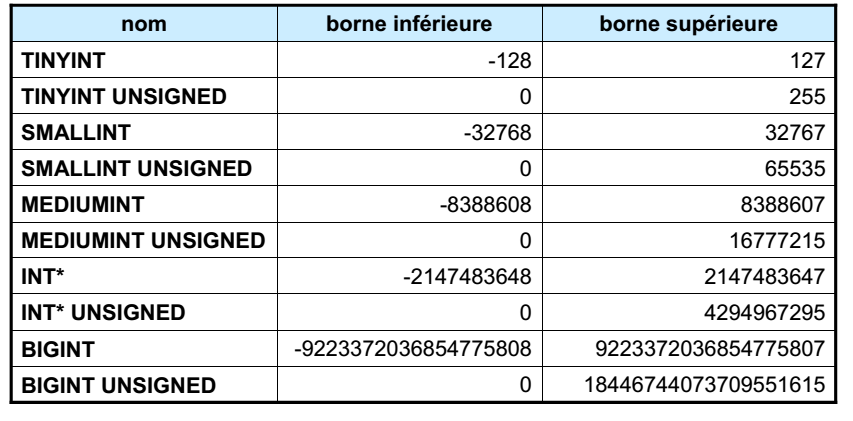 nom borne inférieure borne supérieure
TINYINT -128 127
TINYINT UNSIGNED 0 255
SMALLINT -32768 32767
SMALLINT UNSIGNED 0 65535
MEDIUMINT -8388608 8388607
MEDIUMINT UNSIGNED 0 16777215
INT* -2147483648 2147483647
INT* UNSIGNED 0 4294967295
BIGINT -9223372036854775808 9223372036854775807
BIGINT UNSIGNED 0 18446744073709551615